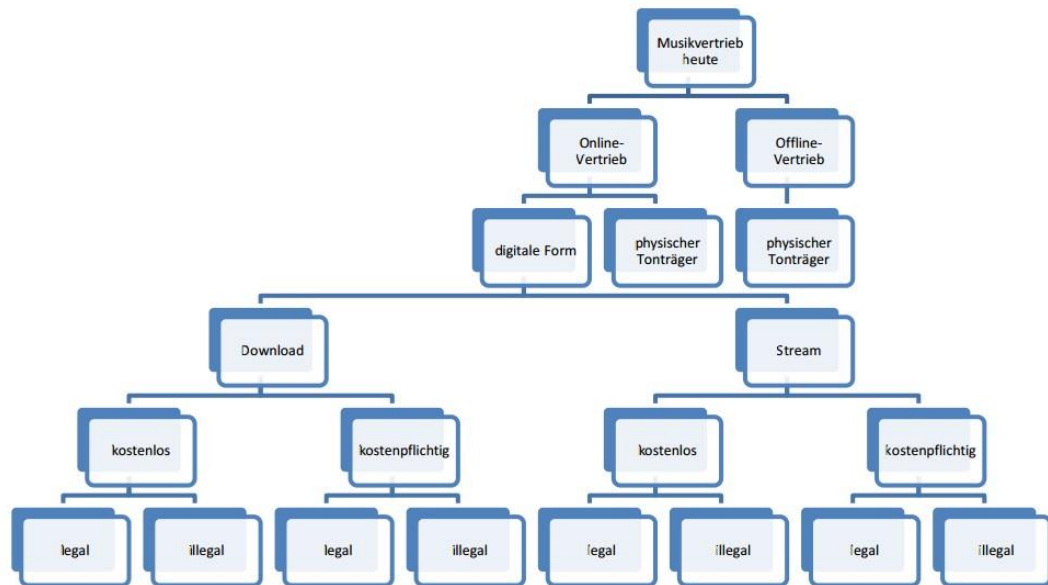 Musikvertrieb
heute
Online-
Vertrieb
Offline-
Vertrieb
digitale Form
physischer
Tonträger
physischer
Tonträger
Download
Stream
kostenlos
kostenpflichtig
kostenlos
kostenpflichtig
legal
illegal
legal
illegal
legal
illegal
legal
illegal